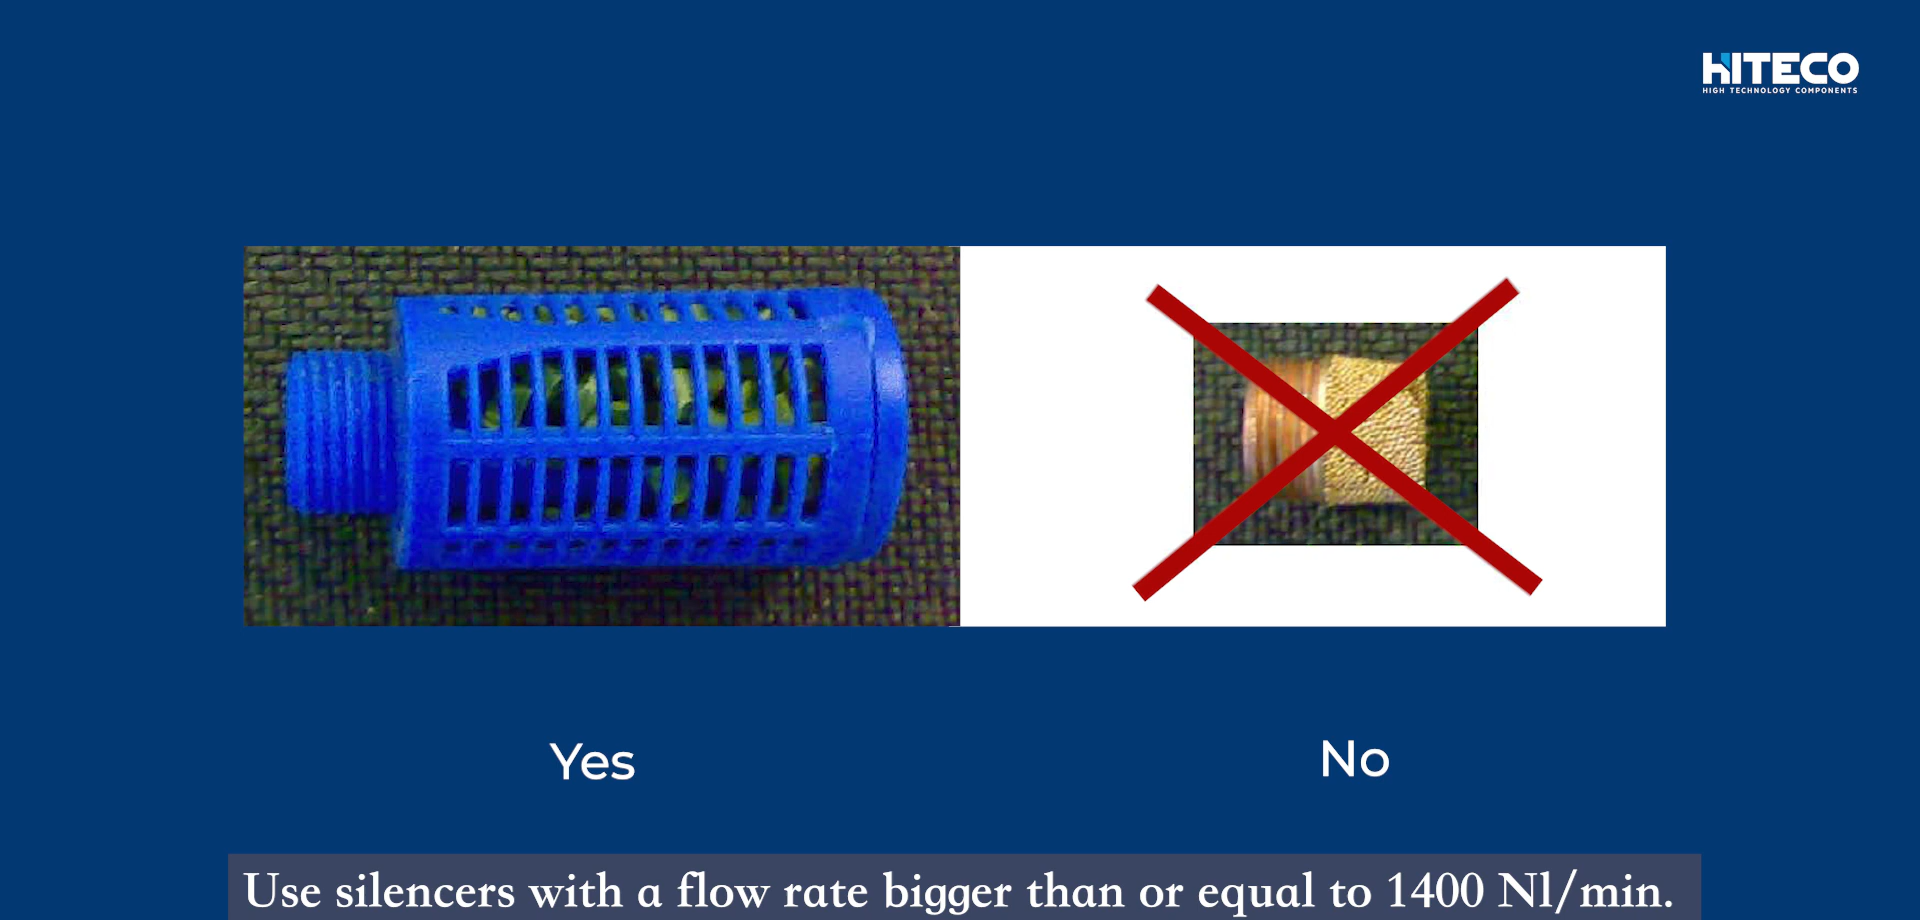 HITECO
HIGH TECHNOLOGY COMPONENTS
Yes
No
Use silencers with a flow rate bigger than or equal to 1400 Nl/min.